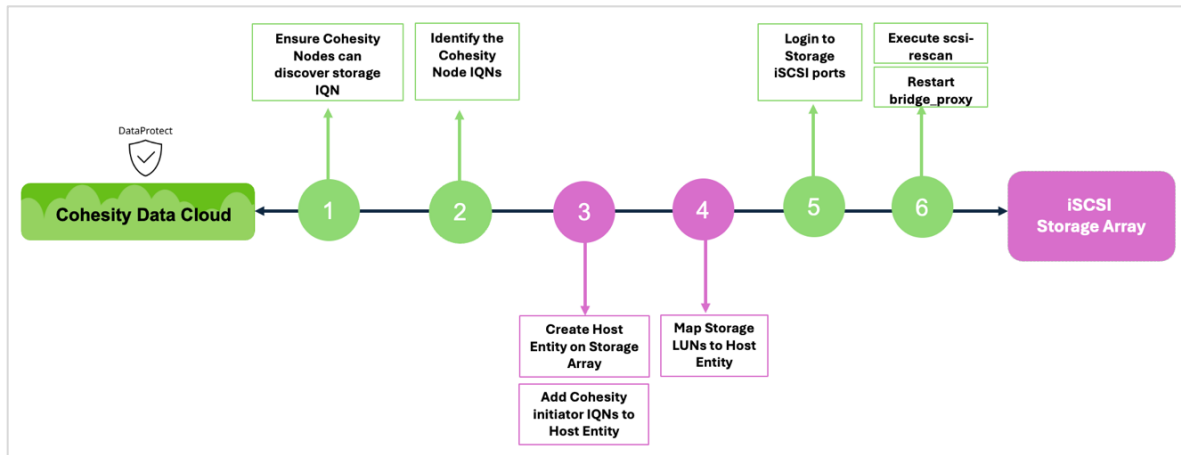 Ensure Cohesity
Nodes can
discover storage
IQN
Identify the
Cohesity
Node IQNs
Login to
Storage
iSCSI ports
Execute scsi-
rescan
Restart
bridge_proxy
DataProtect
Cohesity Data Cloud
1
2
3
4
5
6
iSCSI
Storage Array
Create Host
Entity on Storage
Array
Add Cohesity
initiator IQNs to
Host Entity
Map Storage
LUNs to Host
Entity